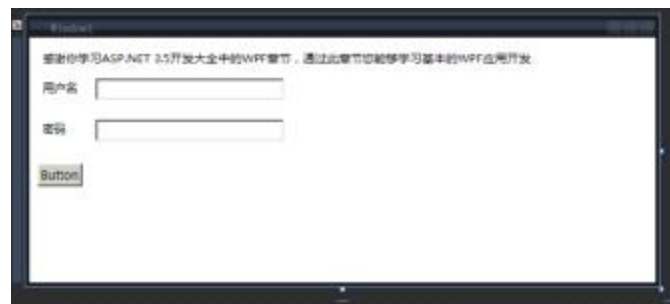 Window1
感谢你学习ASP.NET 3.5开发大全中的WPF章节，通过此章节您能够学习基本的WPF应用开发
用户名
密码
Button